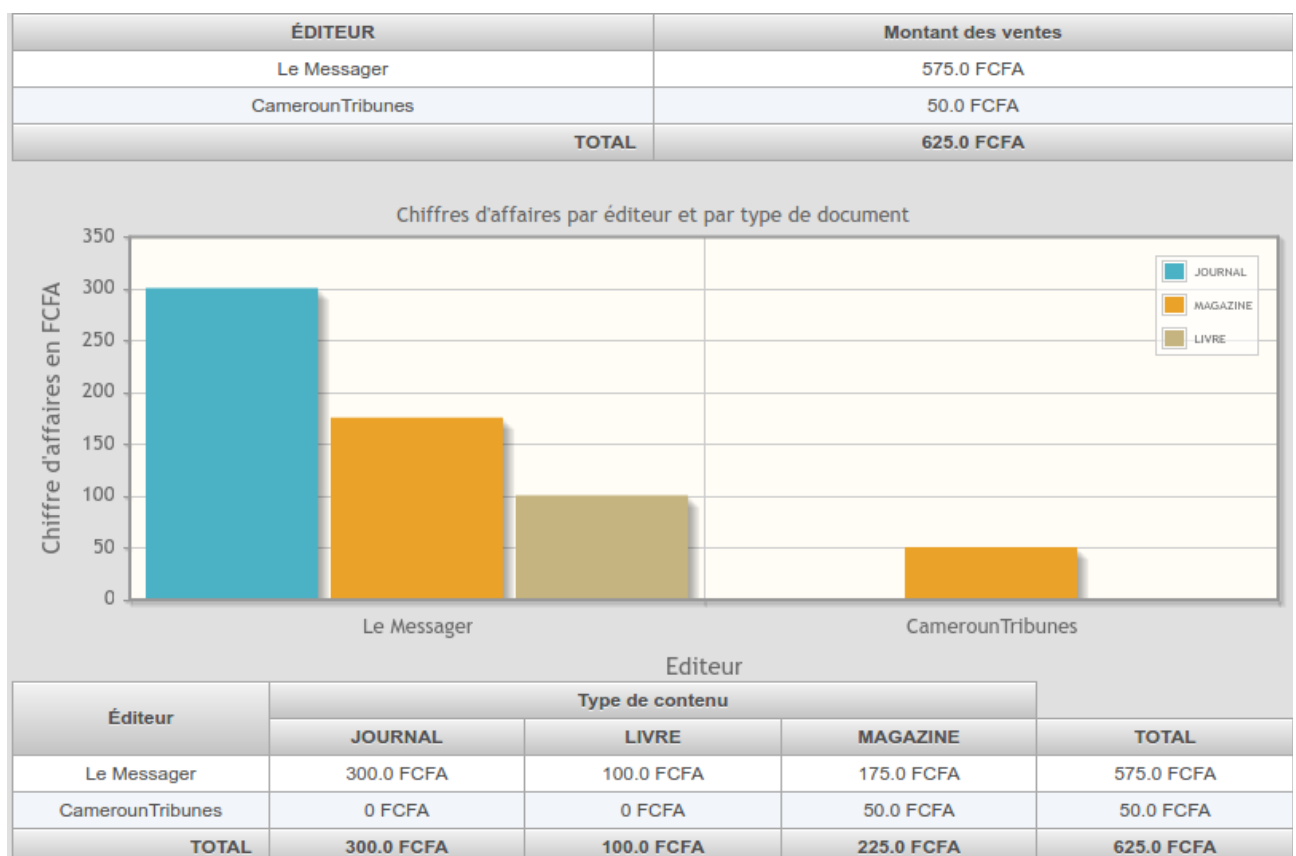 ÉDITEUR Montant des ventes
Le Messager 575.0 FCFA
CamerounTribunes 50.0 FCFA
TOTAL 625.0 FCFA
Chiffres d'affaires par éditeur et par type de document
Chiffre d'affaires en FCFA
350
300
250
200
150
100
50
0
JOURNAL
MAGAZINE
LIVRE
Le Messager CamerounTribunes
Editeur
Éditeur Type de contenu
JOURNAL LIVRE MAGAZINE TOTAL
Le Messager 300.0 FCFA 100.0 FCFA 175.0 FCFA 575.0 FCFA
CamerounTribunes 0 FCFA 0 FCFA 50.0 FCFA 50.0 FCFA
TOTAL 300.0 FCFA 100.0 FCFA 225.0 FCFA 625.0 FCFA